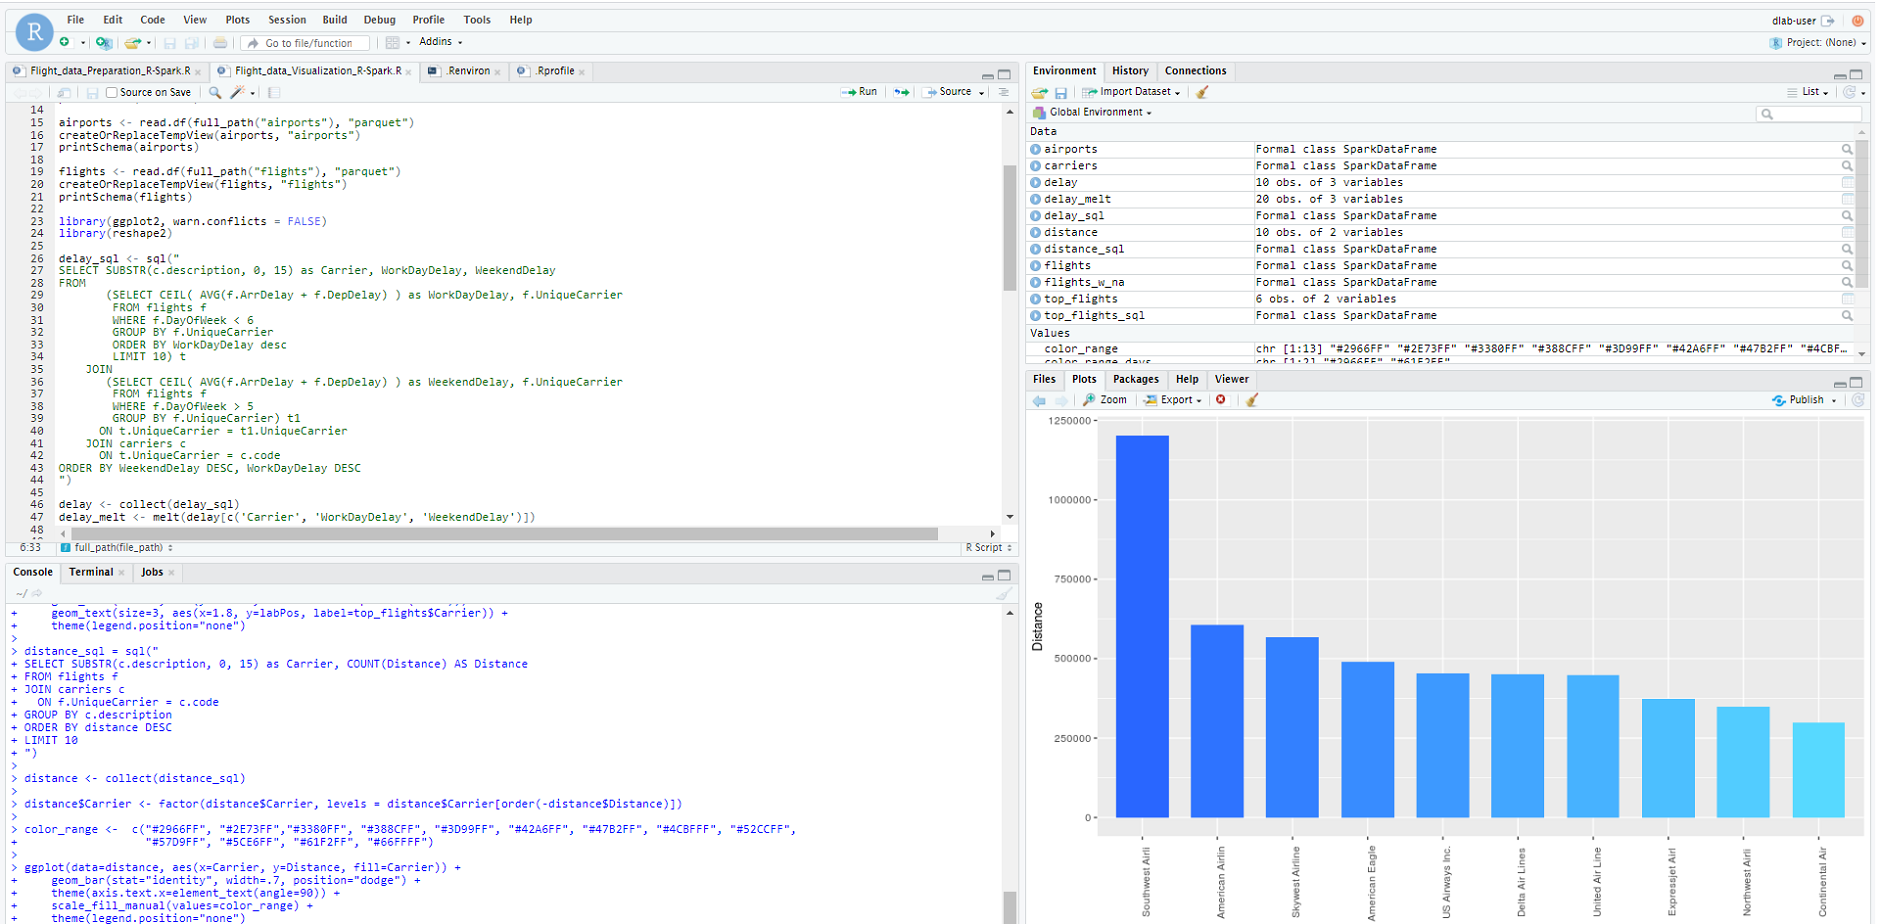 File Edit Code View Plots Session Build Debug Profile Tools Help
dlab-user
R
Go to file/function
Addins
Project: (None)
Flight_data_Preparation_R-Spark.R
Flight_data_Visualization_R-Spark.R
.Renviron
.Rprofile
Source on Save
Run
Source
14
15 airports <- read.df(full_path("airports"), "parquet")
16 createOrReplaceTempView(airports, "airports")
17 printSchema(airports)
18
19 flights <- read.df(full_path("flights"), "parquet")
20 createOrReplaceTempView(flights, "flights")
21 printSchema(flights)
22
23 library(ggplot2, warn.conflicts = FALSE)
24 library(reshape2)
25
26 delay_sql <- sql("
27 SELECT SUBSTR(c.description, 0, 15) as Carrier, WorkDayDelay, WeekendDelay
28 FROM
29 (SELECT CEIL( AVG(f.ArrDelay + f.DepDelay) ) as WorkDayDelay, f.UniqueCarrier
30 FROM flights f
31 WHERE f.DayOfWeek < 6
32 GROUP BY f.UniqueCarrier
33 ORDER BY WorkDayDelay desc
34 LIMIT 10) t
35 JOIN
36 (SELECT CEIL( AVG(f.ArrDelay + f.DepDelay) ) as WeekendDelay, f.UniqueCarrier
37 FROM flights f
38 WHERE f.DayOfWeek > 5
39 GROUP BY f.UniqueCarrier) t1
40 ON t.UniqueCarrier = t1.UniqueCarrier
41 JOIN carriers c
42 ON t.UniqueCarrier = c.code
43 ORDER BY WeekendDelay DESC, WorkDayDelay DESC
44 ")
45
46 delay <- collect(delay_sql)
47 delay_melt <- melt(delay[c('Carrier', 'WorkDayDelay', 'WeekendDelay')])
48
6:33 full_path(file_path)
R Script
Console Terminal Jobs
~/
+ geom_text(size=3, aes(x=1.8, y=labPos, label=top_flights$Carrier)) +
+ theme(legend.position="none")
>
> distance_sql = sql("
+ SELECT SUBSTR(c.description, 0, 15) as Carrier, COUNT(Distance) AS Distance
+ FROM flights f
+ JOIN carriers c
+ ON f.UniqueCarrier = c.code
+ GROUP BY c.description
+ ORDER BY distance DESC
+ LIMIT 10
+ ")
>
> distance <- collect(distance_sql)
>
> distance$Carrier <- factor(distance$Carrier, levels = distance$Carrier[order(-distance$Distance)])
>
> color_range <- c("#2966FF", "#2E73FF","#3380FF", "#388CFF", "#3D99FF", "#42A6FF", "#47B2FF", "#4CBFFF", "#52CCFF",
+ "#57D9FF", "#5CE6FF", "#61F2FF", "#66FFFF")
>
> ggplot(data=distance, aes(x=Carrier, y=Distance, fill=Carrier)) +
+ geom_bar(stat="identity", width=.7, position="dodge") +
+ theme(axis.text.x=element_text(angle=90)) +
+ scale_fill_manual(values=color_range) +
+ theme(legend.position="none")
Environment History Connections
Import Dataset
List
Global Environment
Data
airports Formal class SparkDataFrame
carriers Formal class SparkDataFrame
delay 10 obs. of 3 variables
delay_melt 20 obs. of 3 variables
delay_sql Formal class SparkDataFrame
distance 10 obs. of 2 variables
distance_sql Formal class SparkDataFrame
flights Formal class SparkDataFrame
flights_w_na Formal class SparkDataFrame
top_flights 6 obs. of 2 variables
top_flights_sql Formal class SparkDataFrame
Values
color_range chr [1:13] "#2966FF" "#2E73FF" "#3380FF" "#388CFF" "#3D99FF" "#42A6FF" "#47B2FF" "#4CBF…
color_range_days chr [1:2] "#2966FF" "#61F2FF"
Files Plots Packages Help Viewer
Zoom
Export
Publish
1250000
1000000
750000
500000
250000
0
Distance
Southwest Airli
American Airlin
Skywest Airline
American Eagle
US Airways Inc.
Delta Air Lines
United Air Line
Expressjet Airl
Northwest Airli
Continental Air